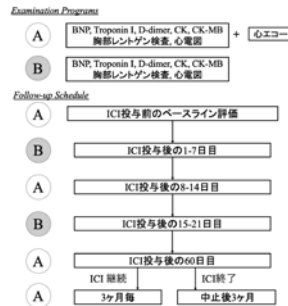 Examination Programs
A
BNP, Troponin I, D-dimer, CK, CK-MB
胸部レントゲン検査, 心電図
+
心エコー
B
BNP, Troponin I, D-dimer, CK, CK-MB
胸部レントゲン検査, 心電図
Follow-up Schedule
A
ICI投与前のベースライン評価
B
ICI投与後の1-7日目
A
ICI投与後の8-14日目
B
ICI投与後の15-21日目
A
ICI投与後の60日目
ICI 継続
ICI終了
A
3ヶ月毎
中止後3ヶ月